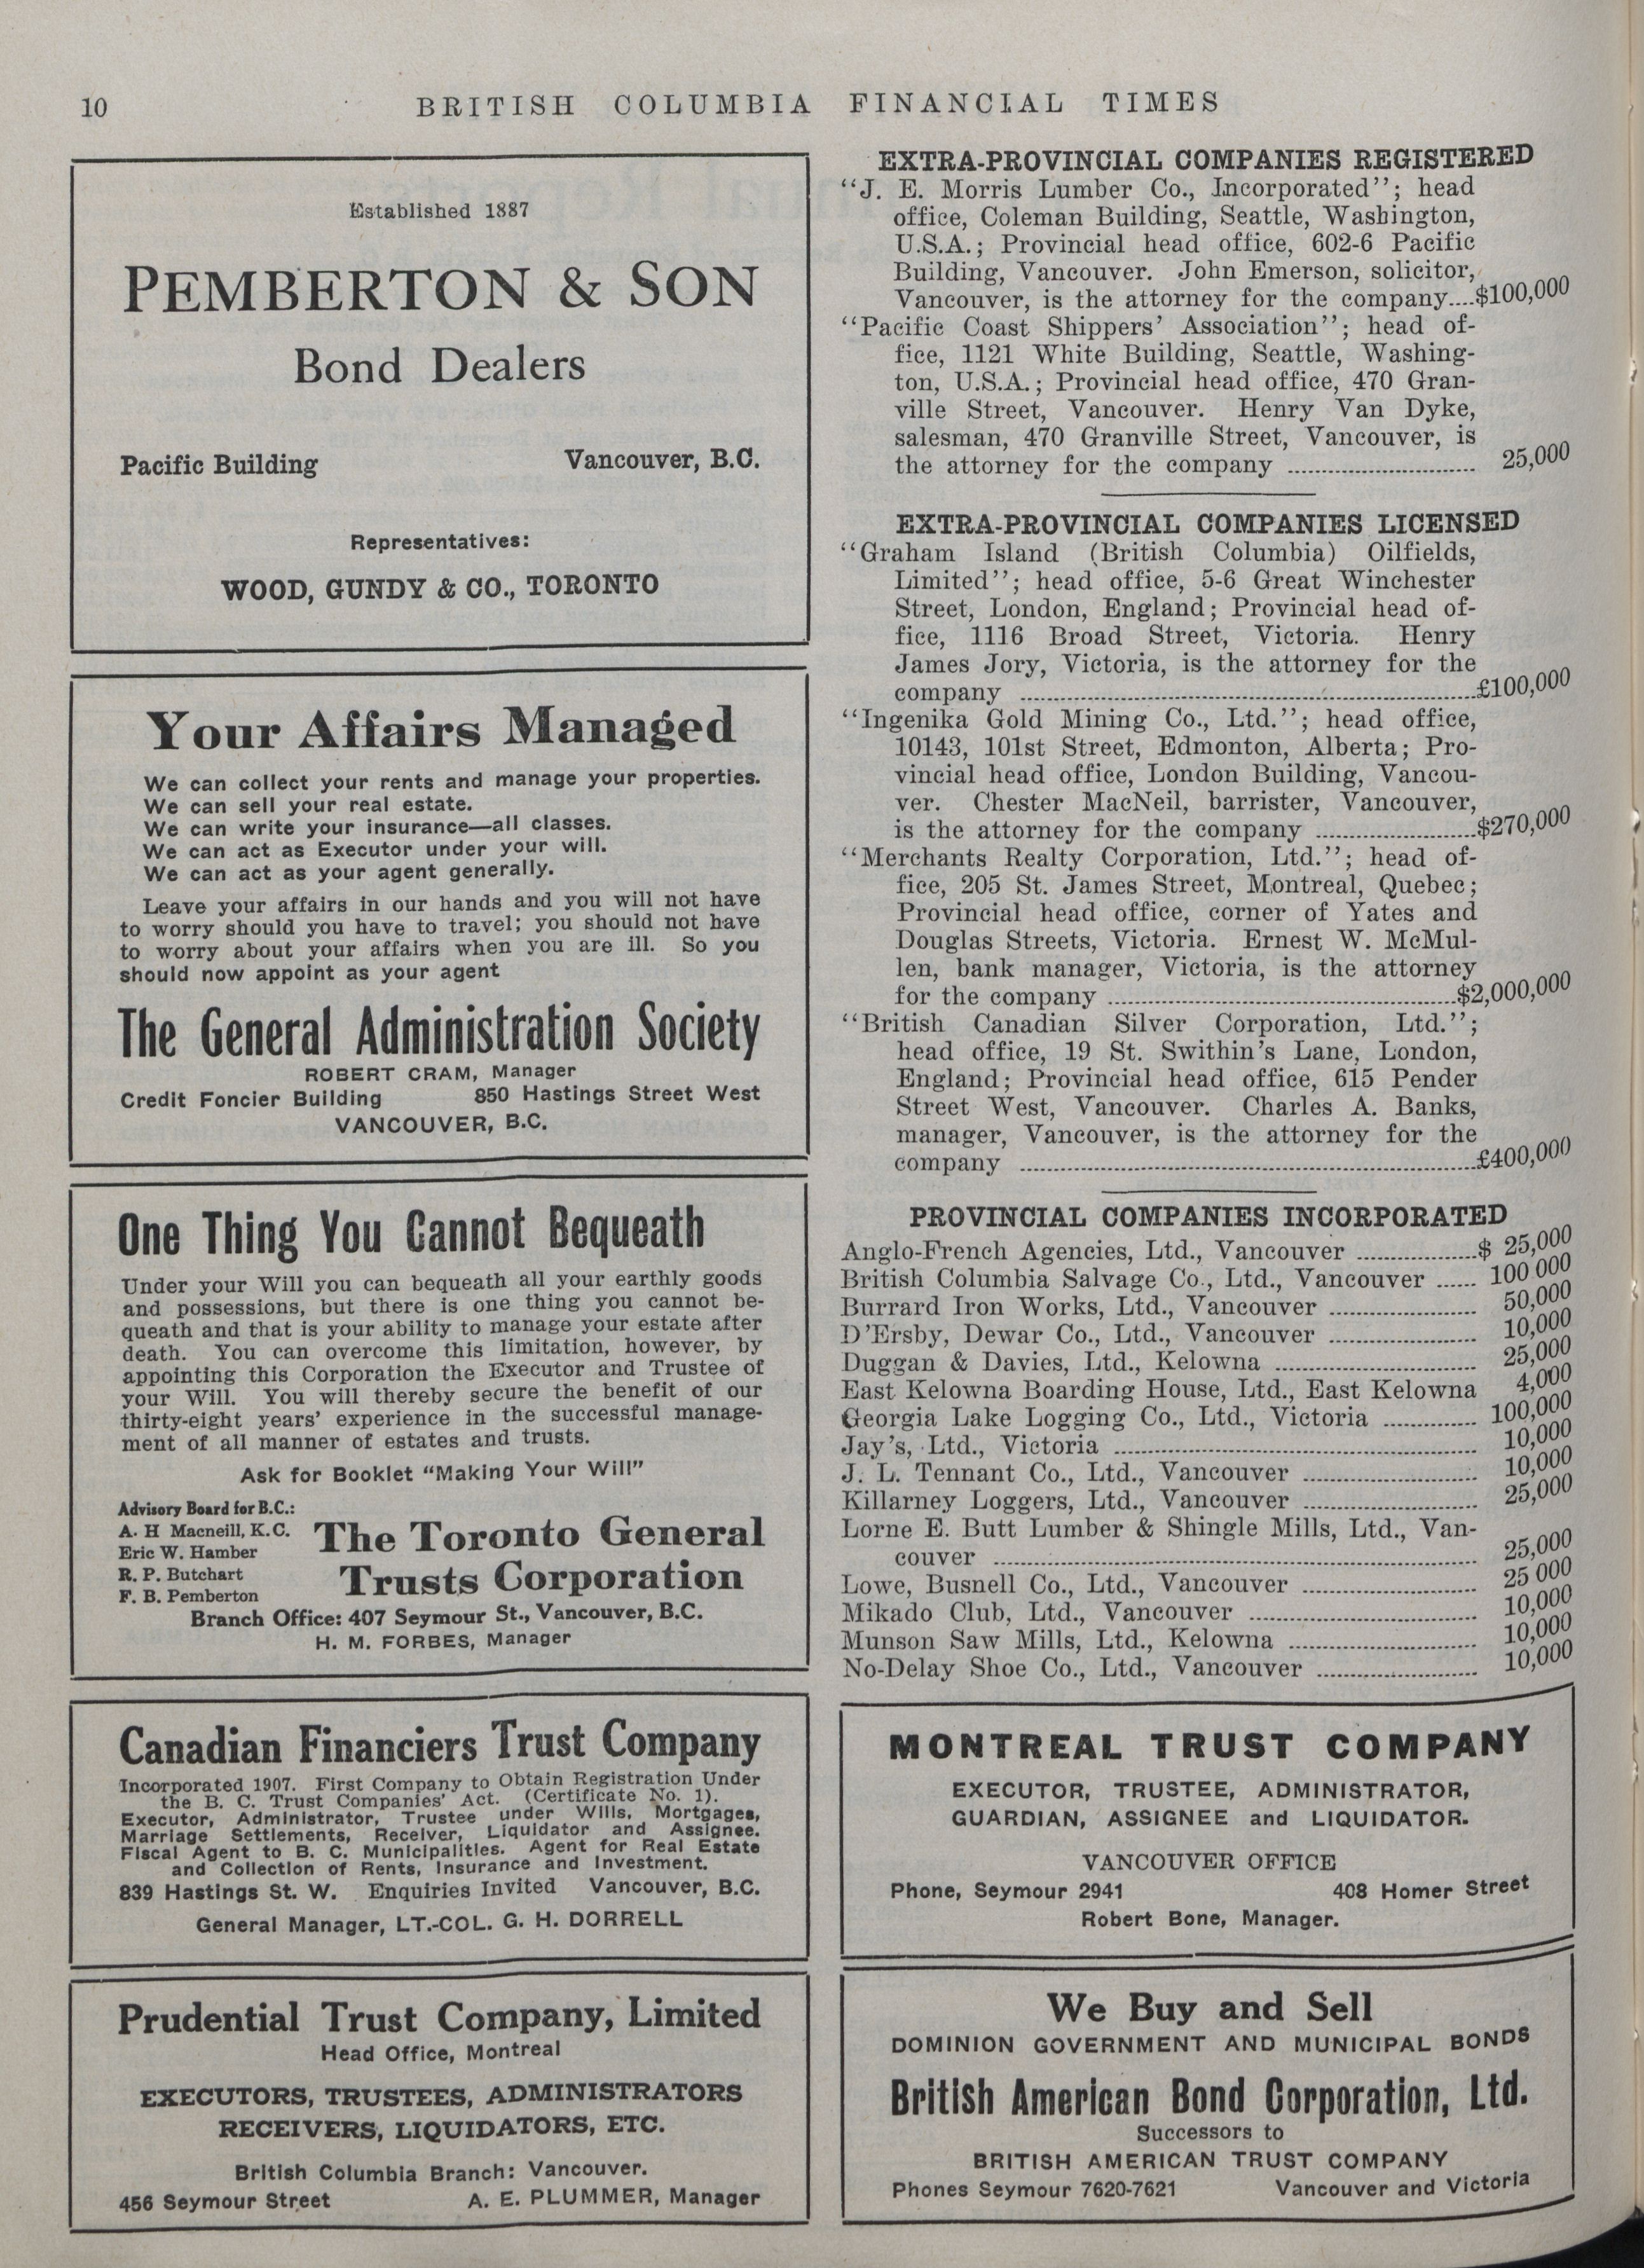 10
BRITISH COLUMBIA FINANCIAL TIMES
Established 1887
PEMBERTON & SON
Bond Dealers
Pacific Building Vancouver, B.C.
Representatives:
WOOD, GUNDY & CO., TORONTO
Your Affairs Managed
We can collect your rents and manage your properties.
We can sell your real estate.
We can write your insurance—all classes.
We can act as Executor under your will.
We can act as your agent generally.
Leave your affairs in our hands and you will not have
to worry should you have to travel; you should not have
to worry about your affairs when you are ill. So you
should now appoint as your agent
The General Administration Society
ROBERT CRAM, Manager
Credit Foncier Building 850 Hastings Street West
VANCOUVER, B.C.
One Thing You Cannot Bequeath
Under your Will you can bequeath all your earthly goods
and possessions, but there is one thing you cannot be-
queath and that is your ability to manage your estate after
death. You can overcome this limitation, however, by
appointing this Corporation the Executor and Trustee of
your Will. You will thereby secure the benefit of our
thirty-eight years' experience in the successful manage-
ment of all manner of estates and trusts.
Ask for Booklet "Making Your Will"
Advisory Board for B.C.:
A. H Macneill, K.C.
Eric W. Hamber
R. P. Butchart
F. B. Pemberton
The Toronto General
Trusts Corporation
Branch Office: 407 Seymour St., Vancouver, B.C.
H. M. FORBES, Manager
Canadian Financiers Trust Company
Incorporated 1907. First Company to Obtain Registration Under
the B. C. Trust Companies' Act. (Certificate No. 1).
Executor, Administrator, Trustee under Wills, Mortgages,
Marriage Settlements, Receiver, Liquidator and Assignee.
Fiscal Agent to B. C. Municipalities. Agent for Real Estate
and Collection of Rents, Insurance and Investment.
839 Hastings St. W. Enquiries Invited Vancouver, B.C.
General Manager, LT.-COL. G. H. DORRELL
Prudential Trust Company, Limited
Head Office, Montreal
EXECUTORS, TRUSTEES, ADMINISTRATORS
RECEIVERS, LIQUIDATORS, ETC.
British Columbia Branch: Vancouver.
456 Seymour Street A. E. PLUMMER, Manager
EXTRA-PROVINCIAL COMPANIES REGISTERED
"J. E. Morris Lumber Co., Incorporated"; head
office, Coleman Building, Seattle, Washington,
U.S.A.; Provincial head office, 602-6 Pacific
Building, Vancouver. John Emerson, solicitor,
Vancouver, is the attorney for the company....$100,000
"Pacific Coast Shippers' Association"; head of-
fice, 1121 White Building, Seattle, Washing-
ton, U.S.A.; Provincial head office, 470 Gran-
ville Street, Vancouver. Henry Van Dyke,
salesman, 470 Granville Street, Vancouver, is
the attorney for the company ........ 25,000
EXTRA-PROVINCIAL COMPANIES LICENSED
"Graham Island (British Columbia) Oilfields,
Limited"; head office, 5-6 Great Winchester
Street, London, England; Provincial head of-
fice, 1116 Broad Street, Victoria. Henry
James Jory, Victoria, is the attorney for the
company ........£100,000
"Ingenika Gold Mining Co., Ltd."; head office,
10143, 101st Street, Edmonton, Alberta; Pro-
vincial head office, London Building, Vancou-
ver. Chester MacNeil, barrister, Vancouver,
is the attorney for the company ........$270,000
"Merchants Realty Corporation, Ltd."; head of-
fice, 205 St. James Street, Montreal, Quebec;
Provincial head office, corner of Yates and
Douglas Streets, Victoria. Ernest W. McMul-
len, bank manager, Victoria, is the attorney
for the company ........$2,000,000
"British Canadian Silver Corporation, Ltd.";
head office, 19 St. Swithin's Lane, London,
England; Provincial head office, 615 Pender
Street West, Vancouver. Charles A. Banks,
manager, Vancouver, is the attorney for the
company ........£400,000
PROVINCIAL COMPANIES INCORPORATED
Anglo-French Agencies, Ltd., Vancouver ........$ 25,000
British Columbia Salvage Co., Ltd., Vancouver ...... 100 000
Burrard Iron Works, Ltd., Vancouver ........ 50,000
D'Ersby, Dewar Co., Ltd., Vancouver ........ 10,000
Duggan & Davies, Ltd., Kelowna ........ 25,000
East Kelowna Boarding House, Ltd., East Kelowna 4,000
Georgia Lake Logging Co., Ltd., Victoria ........ 100,000
Jay's, Ltd., Victoria ........ 10,000
J. L. Tennant Co., Ltd., Vancouver ........ 10,000
Killarney Loggers, Ltd., Vancouver ........ 25,000
Lorne E. Butt Lumber & Shingle Mills, Ltd., Van-
couver ........ 25,000
Lowe, Busnell Co., Ltd., Vancouver ........ 25 000
Mikado Club, Ltd., Vancouver ........ 10,000
Munson Saw Mills, Ltd., Kelowna ........ 10,000
No-Delay Shoe Co., Ltd., Vancouver ........ 10,000
MONTREAL TRUST COMPANY
EXECUTOR, TRUSTEE, ADMINISTRATOR,
GUARDIAN, ASSIGNEE and LIQUIDATOR.
VANCOUVER OFFICE
Phone, Seymour 2941 408 Homer Street
Robert Bone, Manager.
We Buy and Sell
DOMINION GOVERNMENT AND MUNICIPAL BONDS
British American Bond Corporation, Ltd.
Successors to
BRITISH AMERICAN TRUST COMPANY
Phones Seymour 7620-7621 Vancouver and Victoria